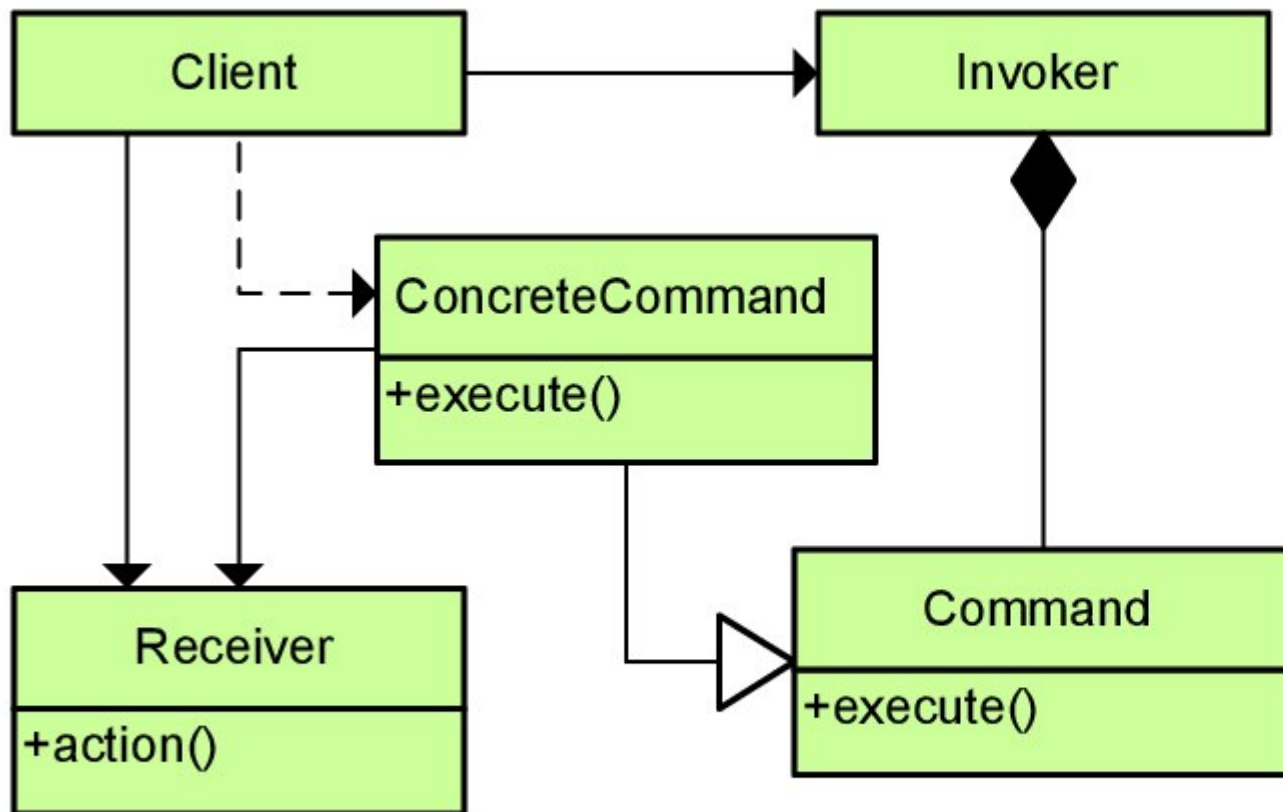 Client
Invoker
ConcreteCommand
+execute()
Command
+execute()
Receiver
+action()